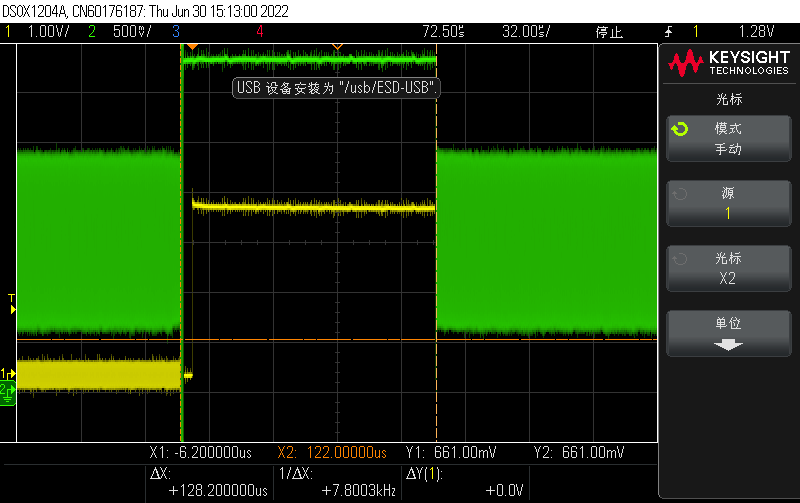 DSOX1204A, CN60176187: Thu Jun 30 15:13:00 2022
1 1.00V/ 2 500mV/ 3 4 72.50us 32.00us/ 停止 1 1.28V
KEYSIGHT
TECHNOLOGIES
USB 设备安装为 "/usb/ESD-USB".
光标
模式
手动
源
1
光标
X2
单位
T
1
2
X1: -6.200000us X2: 122.00000us Y1: 661.00mV Y2: 661.00mV
ΔX: 1/ΔX: ΔY(1):
+128.200000us +7.8003kHz +0.0V